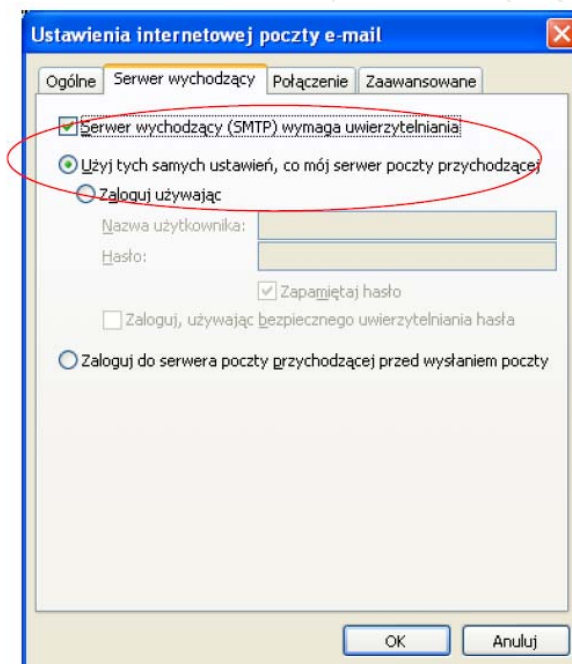 Ustawienia internetowej poczty e-mail
Ogólne Serwer wychodzący Połączenie Zaawansowane
Serwer wychodzący (SMTP) wymaga uwierzytelniania
Użyj tych samych ustawień, co mój serwer poczty przychodzącej
Zaloguj używając
Nazwa użytkownika:
Hasło:
Zapamiętaj hasło
Zaloguj, używając bezpiecznego uwierzytelniania hasła
Zaloguj do serwera poczty przychodzącej przed wysłaniem poczty
OK Anuluj